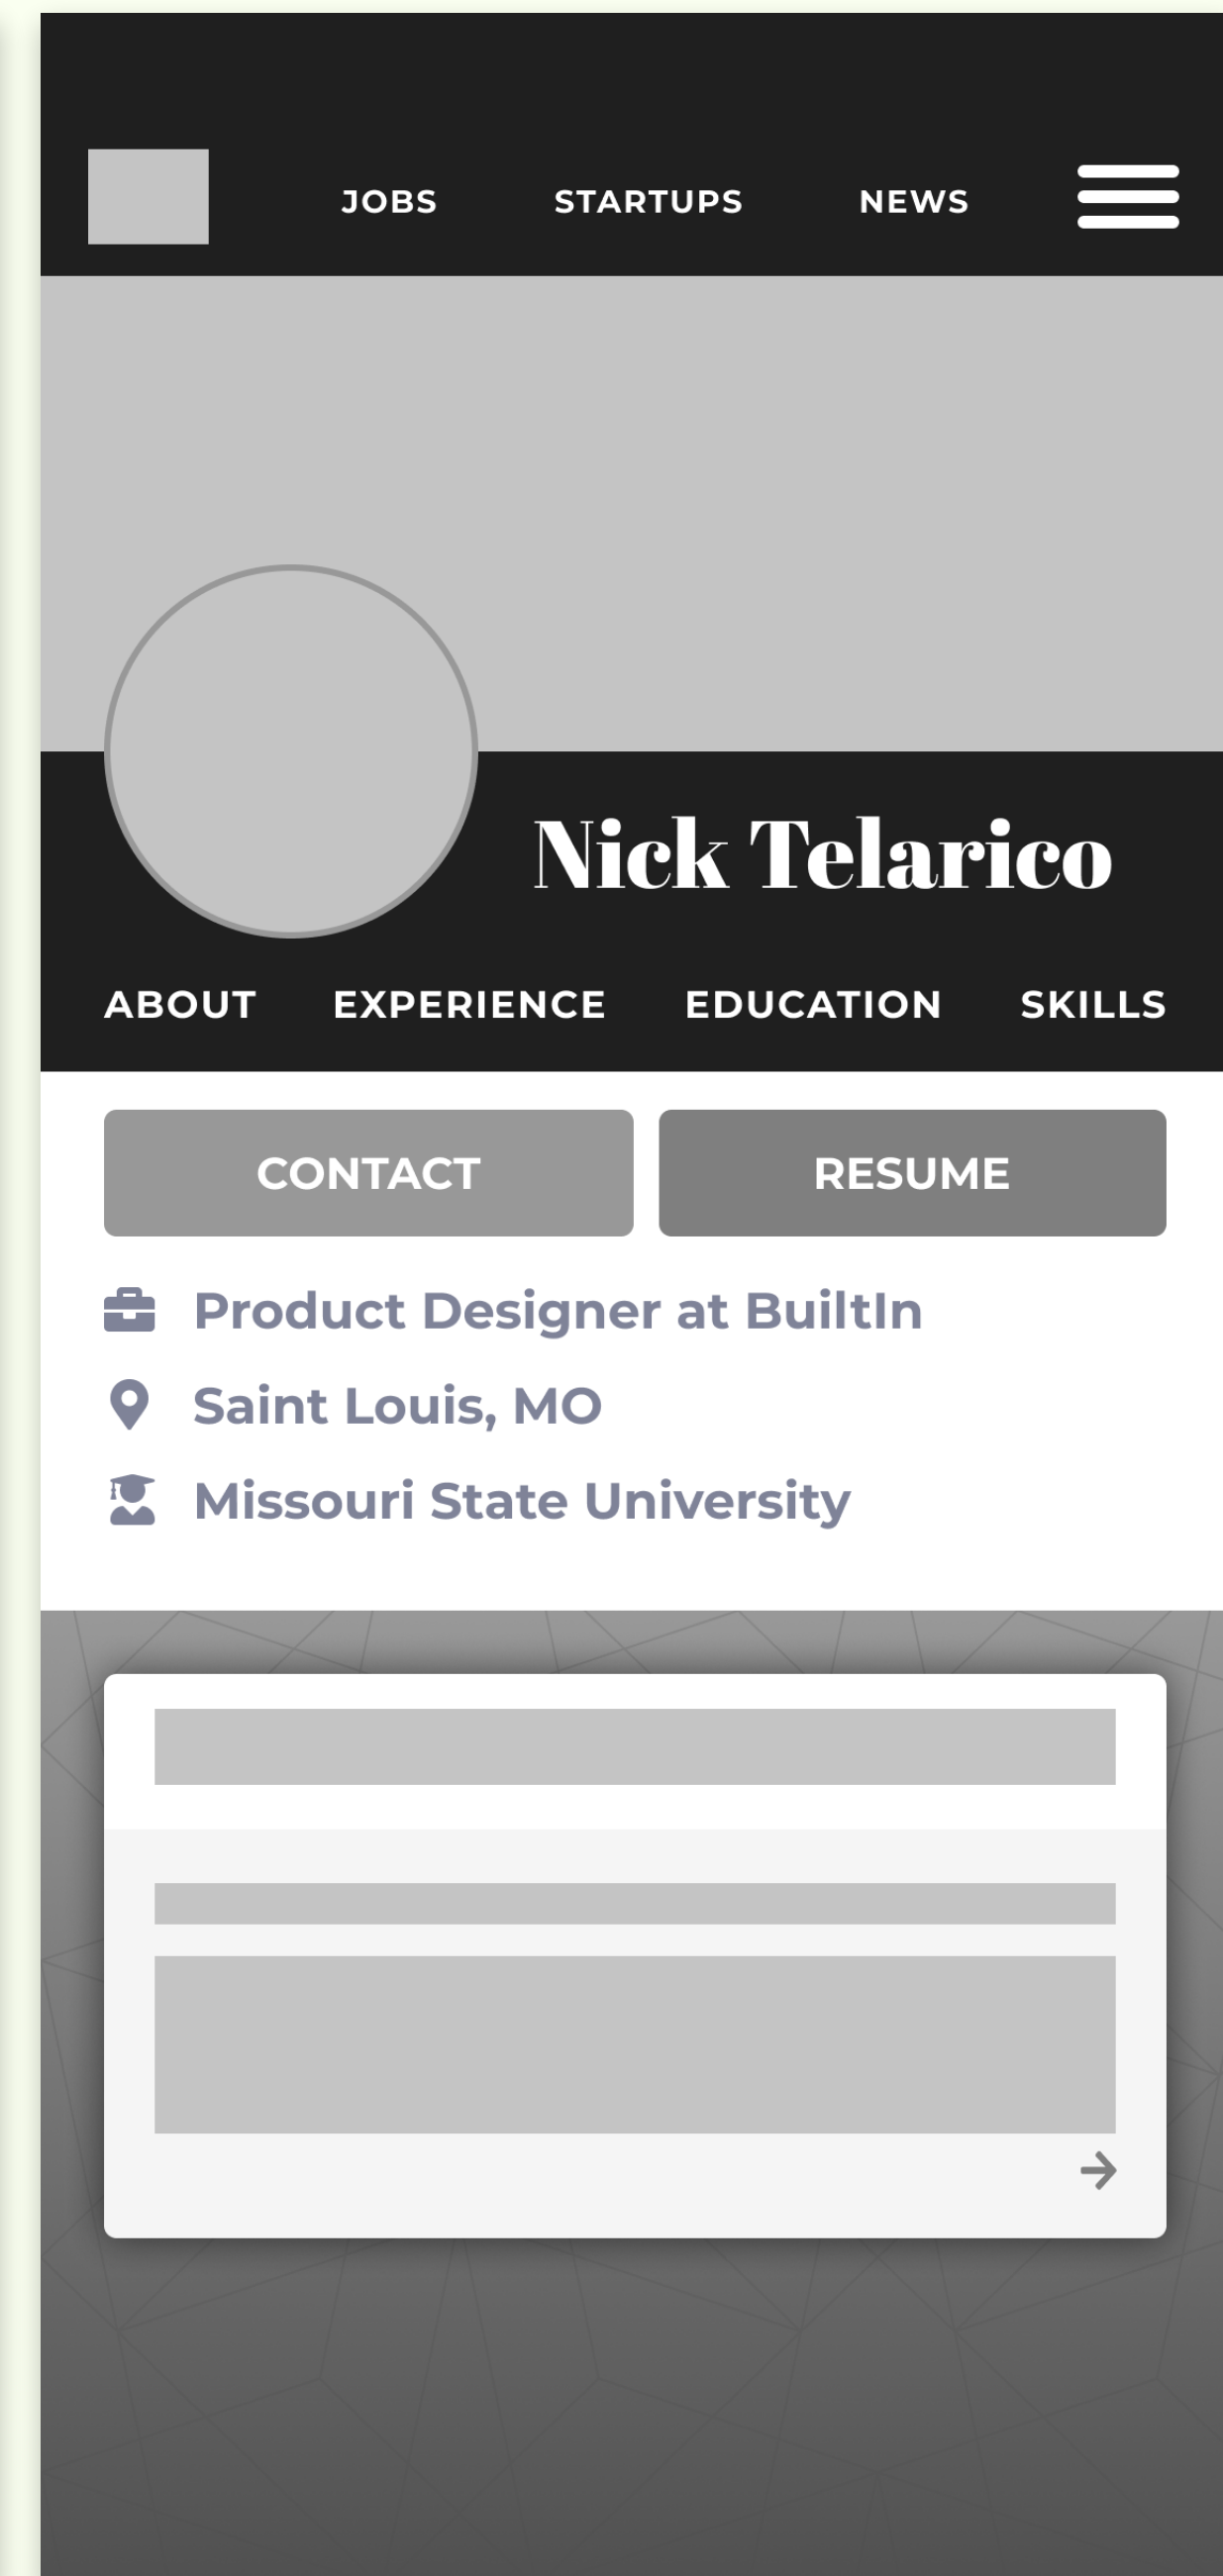 JOBS STARTUPS NEWS
Nick Telarico
ABOUT EXPERIENCE EDUCATION SKILLS
CONTACT RESUME
Product Designer at BuiltIn
Saint Louis, MO
Missouri State University